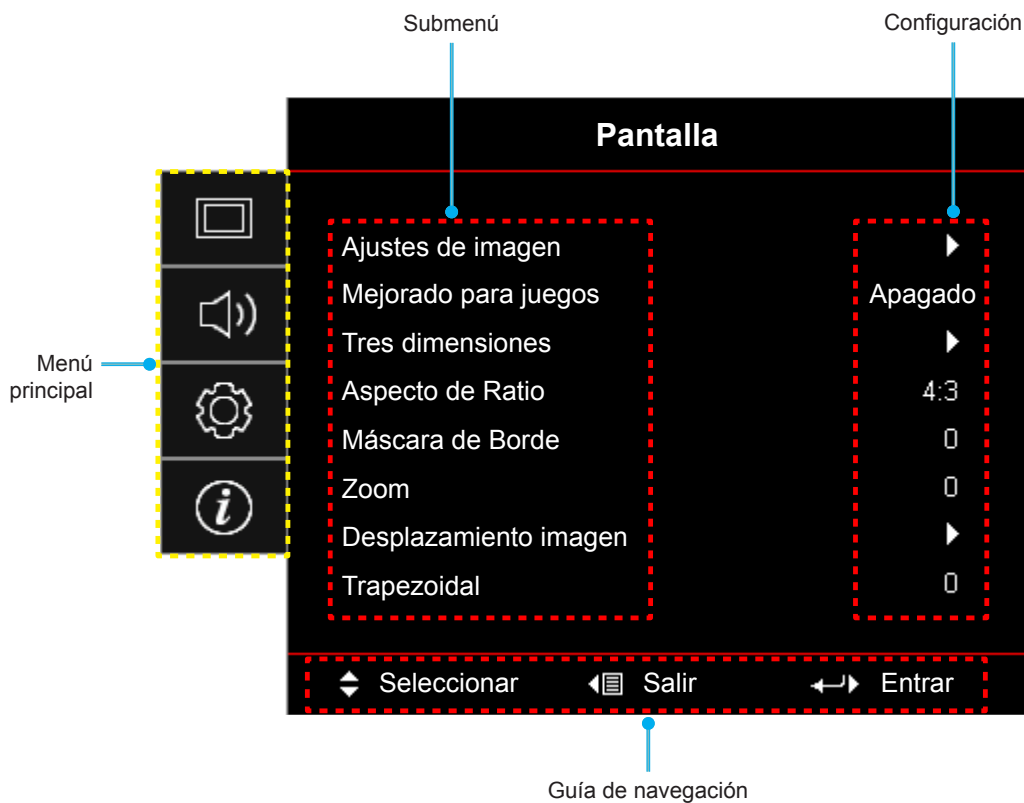 Submenú
Configuración
Pantalla
Menú
principal
Ajustes de imagen
Mejorado para juegos Apagado
Tres dimensiones
Aspecto de Ratio 4:3
Máscara de Borde 0
Zoom 0
Desplazamiento imagen
Trapezoidal 0
Seleccionar Salir Entrar
Guía de navegación